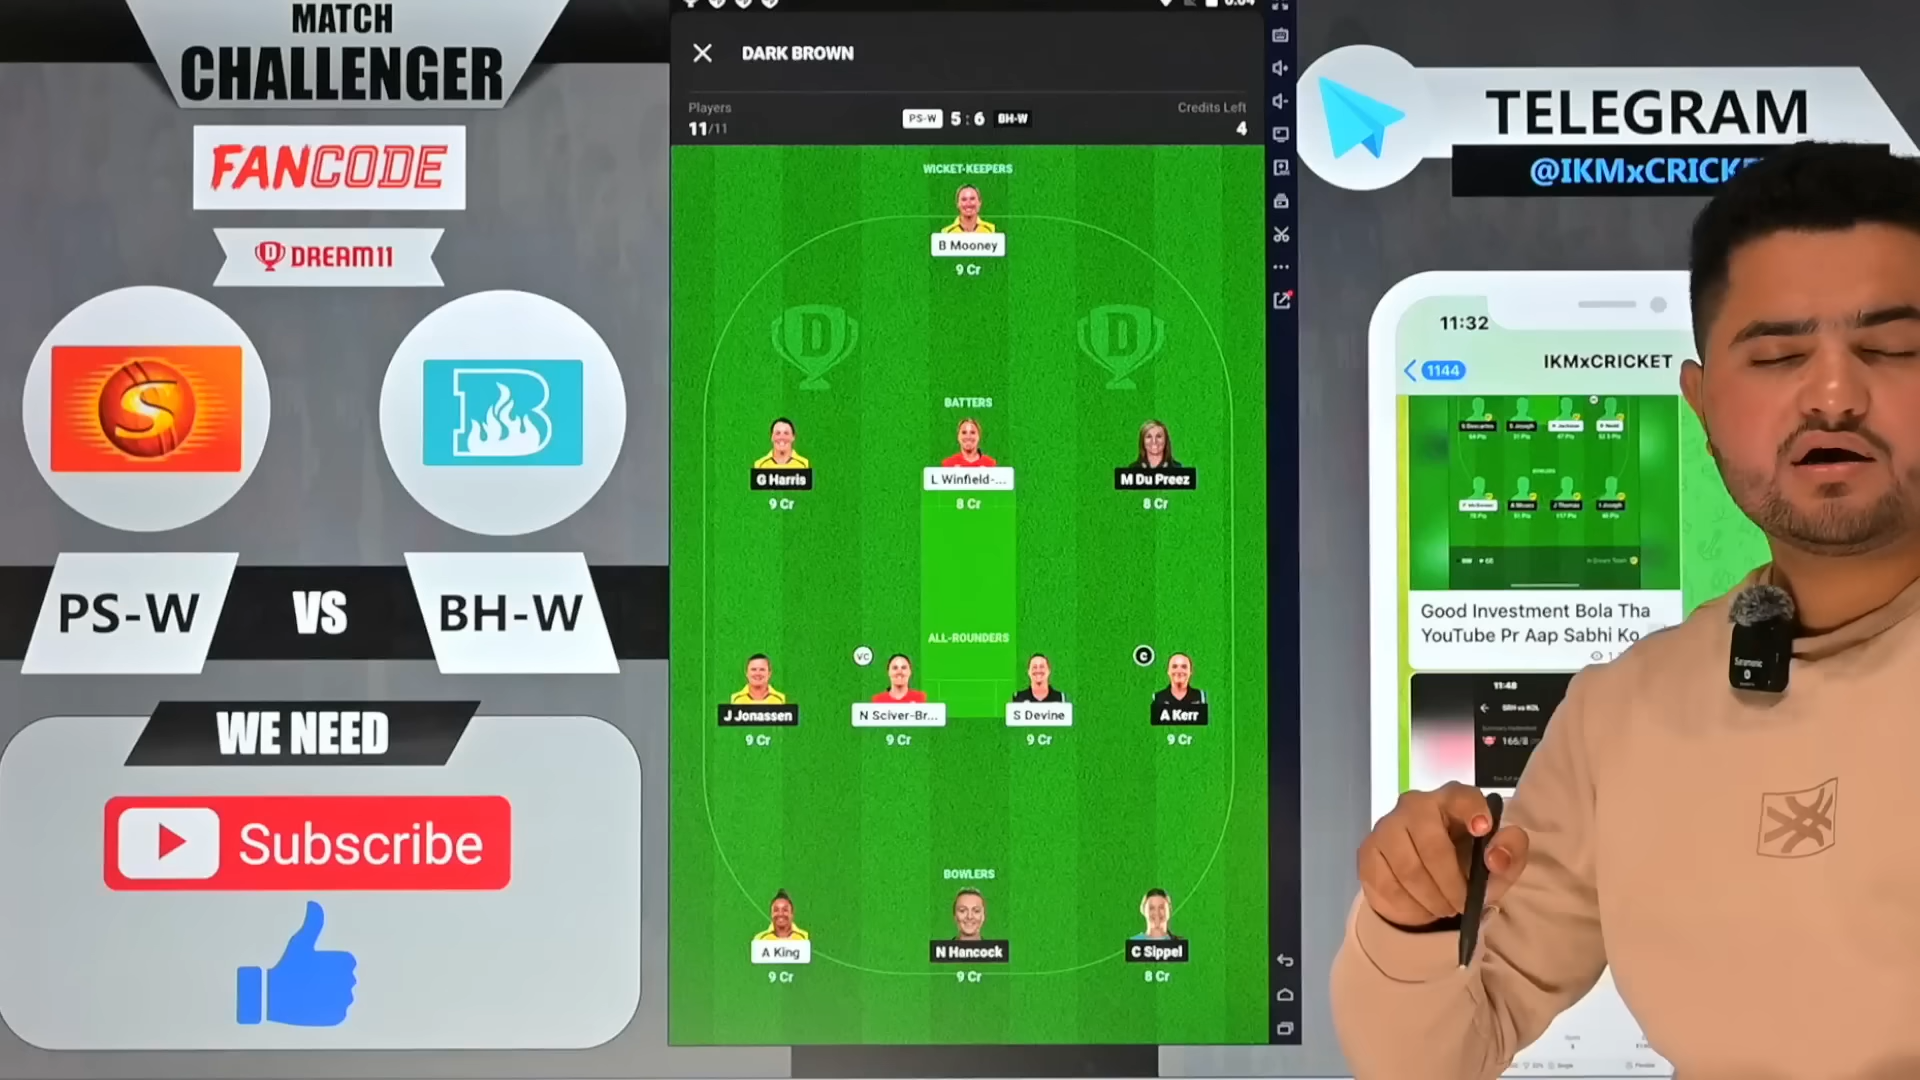 MATCH
CHALLENGER
FANCODE
DREAM11
PS-W
VS
BH-W
WE NEED
Subscribe
DARK BROWN
Players
11/11
PS-W 5 : 6 BH-W
Credits Left
4
WICKET-KEEPERS
B Mooney
9 Cr
BATTERS
G Harris
9 Cr
L Winfield-...
8 Cr
M Du Preez
8 Cr
ALL-ROUNDERS
VC
C
J Jonassen
9 Cr
N Sciver-Br...
9 Cr
S Devine
9 Cr
A Kerr
9 Cr
BOWLERS
A King
9 Cr
N Hancock
9 Cr
C Sippel
8 Cr
TELEGRAM
@IKMxCRICKE
11:32
1144
IKMxCRICKET
Good Investment Bola Tha
YouTube Pr Aap Sabhi Ko
11:48
166/8
Saramonic